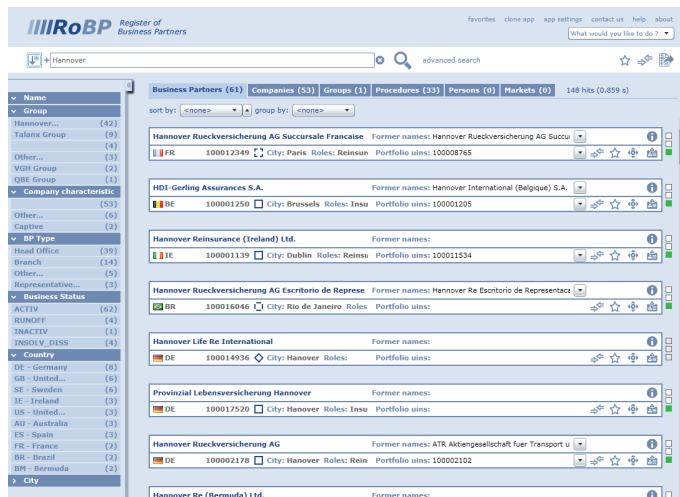 RoBP Register of
Business Partners
favorites clone app app settings contact us help about
What would you like to do ?
+ Hannover
advanced search
Business Partners (61) Companies (53) Groups (1) Procedures (33) Persons (0) Markets (0) 148 hits (0.859 s)
sort by: <none> group by: <none>
Name
Group
Hannover... (42)
Talanx Group (9)
(4)
Other... (3)
VGH Group (2)
QBE Group (1)
Company characteristic
(53)
Other... (6)
Captive (2)
BP Type
Head Office (39)
Branch (14)
Other... (5)
Representative... (3)
Business Status
ACTIV (62)
RUNOFF (4)
INACTIV (1)
INSOLV_DISS (4)
Country
DE - Germany (8)
GB - United... (6)
SE - Sweden (6)
IE - Ireland (3)
US - United... (3)
AU - Australia (3)
ES - Spain (3)
FR - France (2)
BR - Brazil (2)
BM - Bermuda (2)
City
Hannover Rueckversicherung AG Succursale Francaise Former names: Hannover Rueckversicherung AG Succu
FR 100012349 City: Paris Roles: Reinsur Portfolio uins: 100008765
HDI-Gerling Assurances S.A. Former names: Hannover International (Belgique) S.A.
BE 100001250 City: Brussels Roles: Insu Portfolio uins: 100001205
Hannover Reinsurance (Ireland) Ltd. Former names:
IE 100001139 City: Dublin Roles: Reinsu Portfolio uins: 100011534
Hannover Rueckversicherung AG Escritorio de Represe Former names: Hannover Re Escritorio de Representace
BR 100016046 City: Rio de Janeiro Roles Portfolio uins:
Hannover Life Re International Former names:
DE 100014936 City: Hanover Roles: Portfolio uins:
Provinzial Lebensversicherung Hannover Former names:
DE 100017520 City: Hanover Roles: Insu Portfolio uins:
Hannover Rueckversicherung AG Former names: ATR Aktiengesellschaft fuer Transport u
DE 100002178 City: Hanover Roles: Rein Portfolio uins: 100002102
Hannover Re (Bermuda) Ltd. Former names: